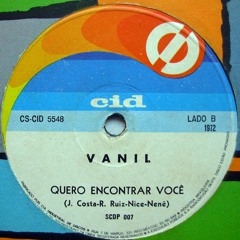 cid
CS-CID 5548
LADO B
1972
VANIL
QUERO ENCONTRAR VOCÊ
(J. Costa-R. Ruiz-Nice-Nenê)
SCDP 007